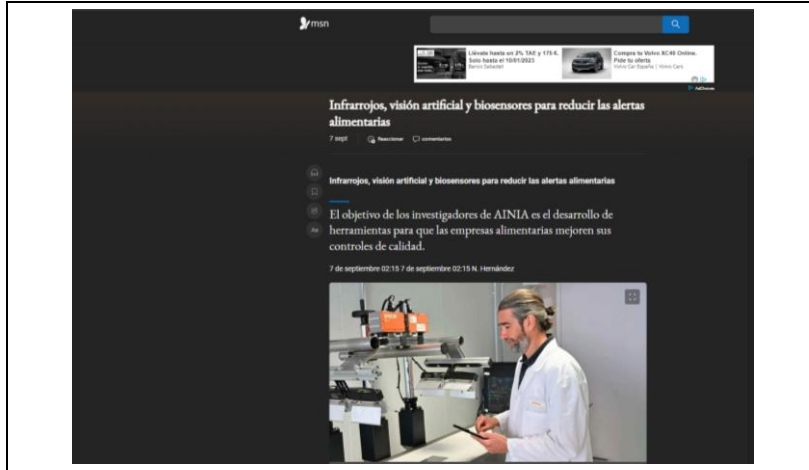 msn
Llévate hasta un 2% TAE y 175 €.
Solo hasta el 10/01/2023
Banco Sabadell
Compra tu Volvo XC40 Online.
Pide tu oferta
Volvo Car España | Volvo Cars
AdChoices
Infrarrojos, visión artificial y biosensores para reducir las alertas
alimentarias
7 sept
Reaccionar
comentarios
Infrarrojos, visión artificial y biosensores para reducir las alertas alimentarias
El objetivo de los investigadores de AINIA es el desarrollo de
herramientas para que las empresas alimentarias mejoren sus
controles de calidad.
7 de septiembre 02:15 7 de septiembre 02:15 N. Hernández
Aa